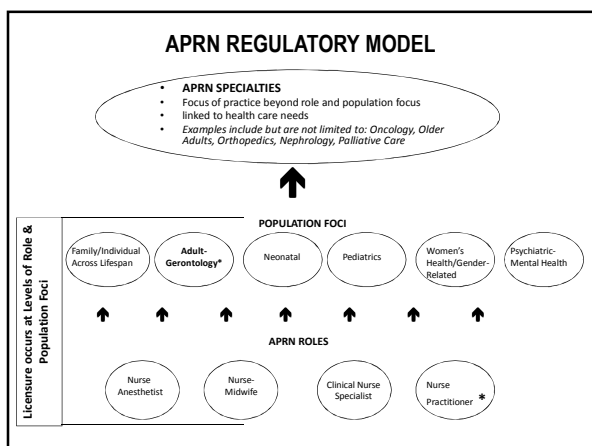 APRN REGULATORY MODEL
• APRN SPECIALTIES
• Focus of practice beyond role and population focus
• linked to health care needs
• Examples include but are not limited to: Oncology, Older
Adults, Orthopedics, Nephrology, Palliative Care
Licensure occurs at Levels of Role &
Population Foci
POPULATION FOCI
Family/Individual
Across Lifespan
Adult-
Gerontology*
Neonatal
Pediatrics
Women's
Health/Gender-
Related
Psychiatric-
Mental Health
APRN ROLES
Nurse
Anesthetist
Nurse-
Midwife
Clinical Nurse
Specialist
Nurse
Practitioner *